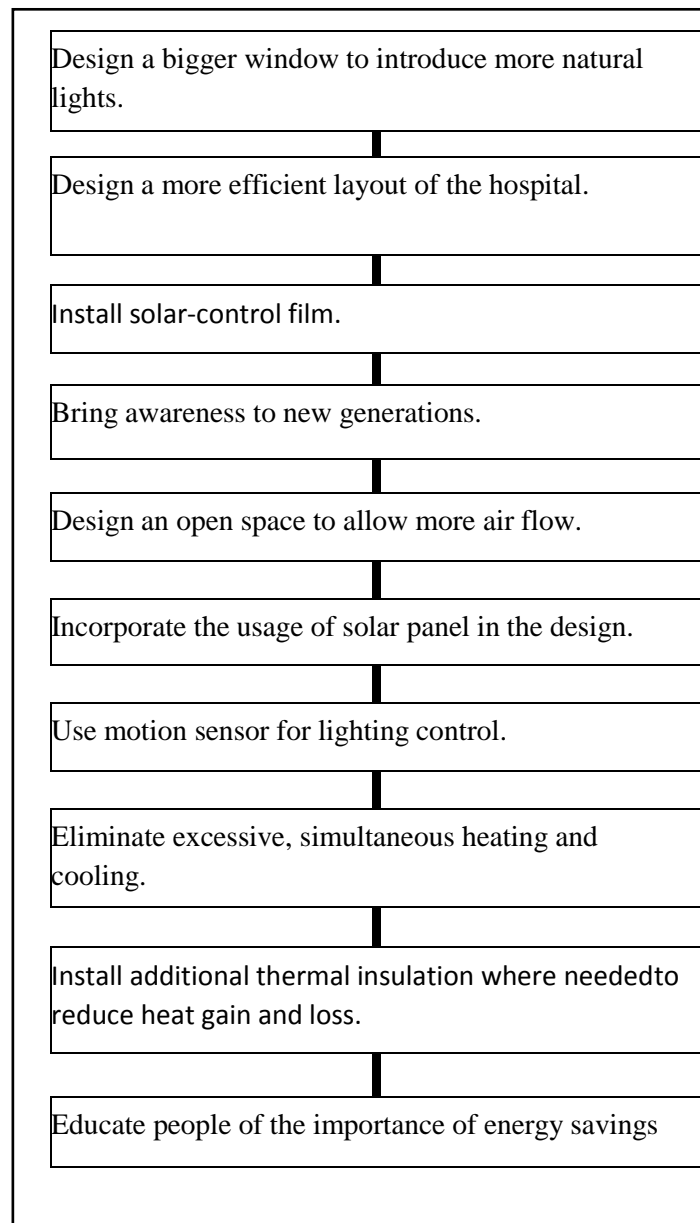 Design a bigger window to introduce more natural
lights.
Design a more efficient layout of the hospital.
Install solar-control film.
Bring awareness to new generations.
Design an open space to allow more air flow.
Incorporate the usage of solar panel in the design.
Use motion sensor for lighting control.
Eliminate excessive, simultaneous heating and
cooling.
Install additional thermal insulation where neededto
reduce heat gain and loss.
Educate people of the importance of energy savings